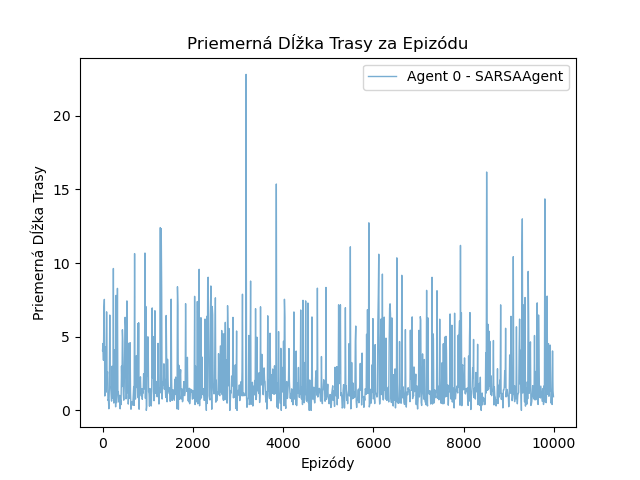 Priemerná Dĺžka Trasy za Epizódu
Agent 0 - SARSAAgent
Priemerná Dĺžka Trasy
20
15
10
5
0
0 2000 4000 6000 8000 10000
Epizódy